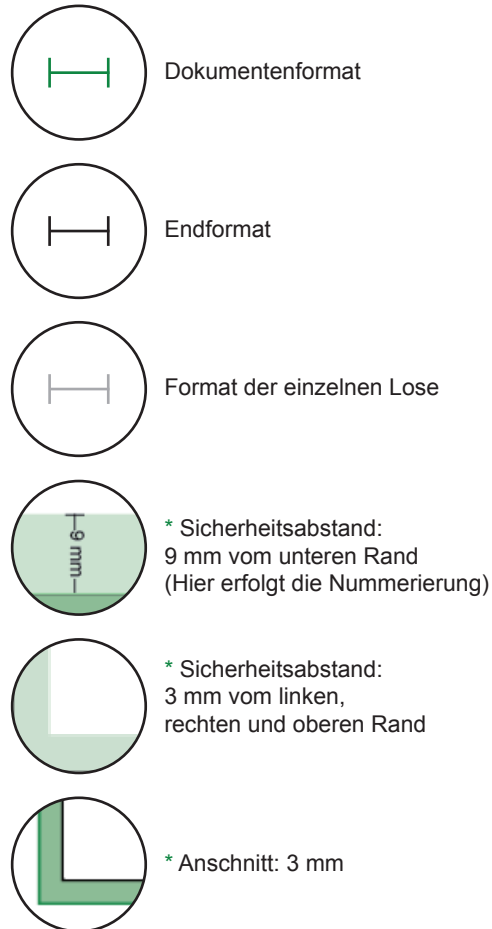 Dokumentenformat
Endformat
Format der einzelnen Lose
9 mm
* Sicherheitsabstand:
9 mm vom unteren Rand
(Hier erfolgt die Nummerierung)
* Sicherheitsabstand:
3 mm vom linken,
rechten und oberen Rand
* Anschnitt: 3 mm